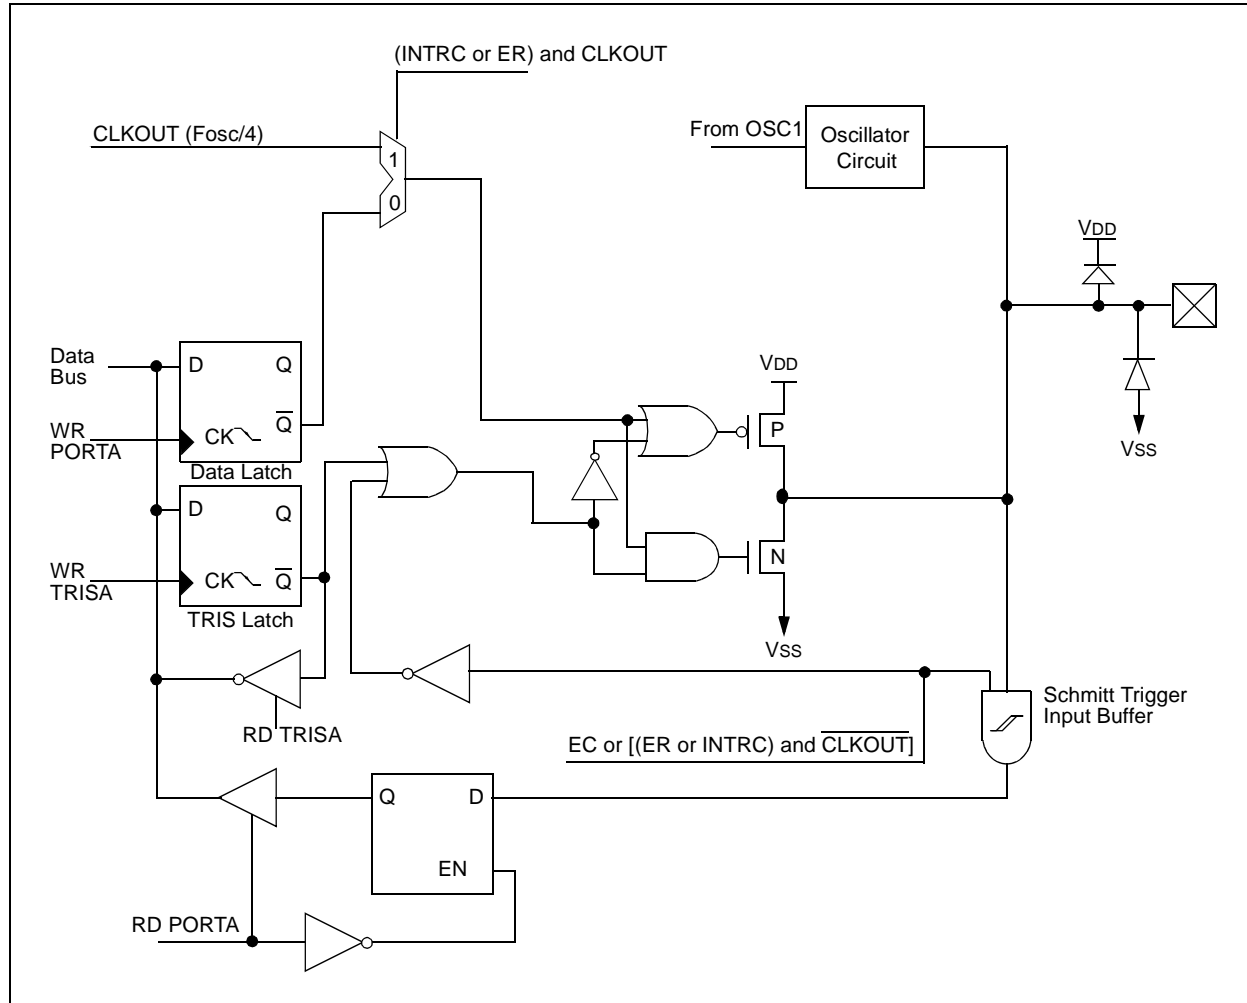 (INTRC or ER) and CLKOUT
CLKOUT (Fosc/4)
1
0
From OSC1
Oscillator
Circuit
VDD
VSS
Data
Bus
D
Q
WR
PORTA
CK
Q̅
Data Latch
D
Q
WR
TRISA
CK
Q̅
TRIS Latch
VDD
P
N
VSS
RD TRISA
Schmitt Trigger
Input Buffer
EC or [(ER or INTRC) and C̅L̅K̅O̅U̅T̅]
Q
D
EN
RD PORTA